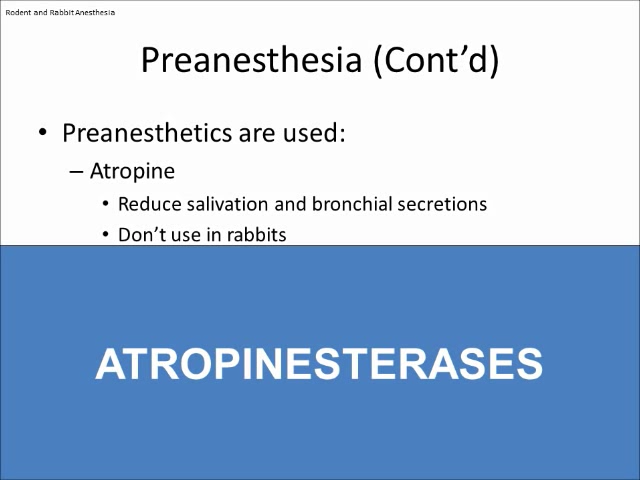 Rodent and Rabbit Anesthesia
Preanesthesia (Cont’d)
• Preanesthetics are used:
– Atropine
• Reduce salivation and bronchial secretions
• Don’t use in rabbits
ATROPINESTERASES